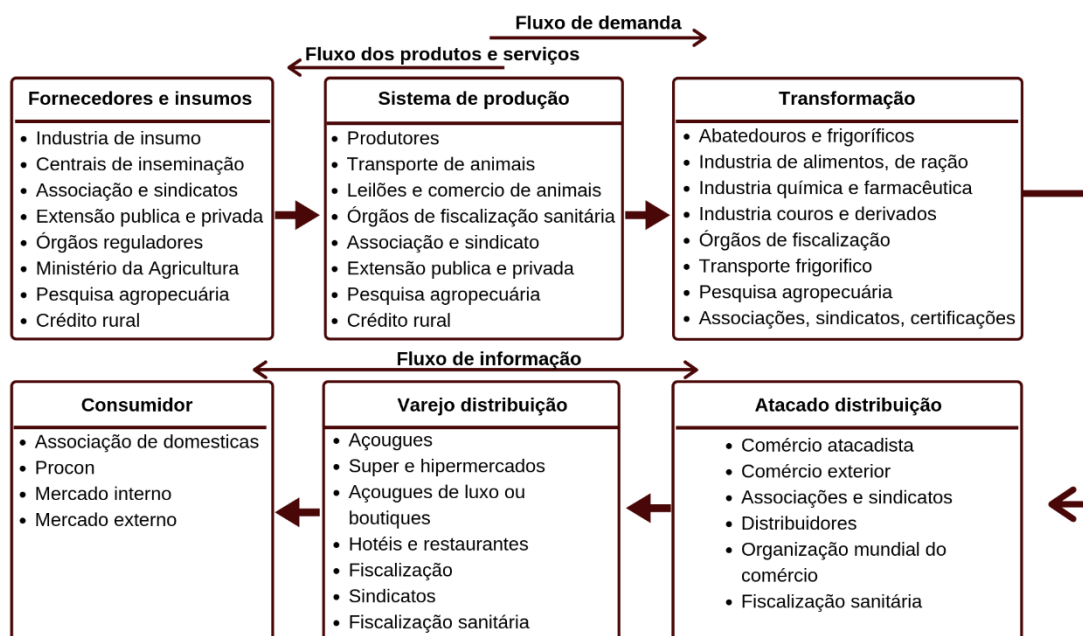 Fluxo de demanda
Fluxo dos produtos e serviços
Fornecedores e insumos
• Industria de insumo
• Centrais de inseminação
• Associação e sindicatos
• Extensão publica e privada
• Órgãos reguladores
• Ministério da Agricultura
• Pesquisa agropecuária
• Crédito rural
Sistema de produção
• Produtores
• Transporte de animais
• Leilões e comercio de animais
• Órgãos de fiscalização sanitária
• Associação e sindicato
• Extensão publica e privada
• Pesquisa agropecuária
• Crédito rural
Transformação
• Abatedouros e frigoríficos
• Industria de alimentos, de ração
• Industria química e farmacêutica
• Industria couros e derivados
• Órgãos de fiscalização
• Transporte frigorifico
• Pesquisa agropecuária
• Associações, sindicatos, certificações
Fluxo de informação
Consumidor
• Associação de domesticas
• Procon
• Mercado interno
• Mercado externo
Varejo distribuição
• Açougues
• Super e hipermercados
• Açougues de luxo ou
boutiques
• Hotéis e restaurantes
• Fiscalização
• Sindicatos
• Fiscalização sanitária
Atacado distribuição
• Comércio atacadista
• Comércio exterior
• Associações e sindicatos
• Distribuidores
• Organização mundial do
comércio
• Fiscalização sanitária